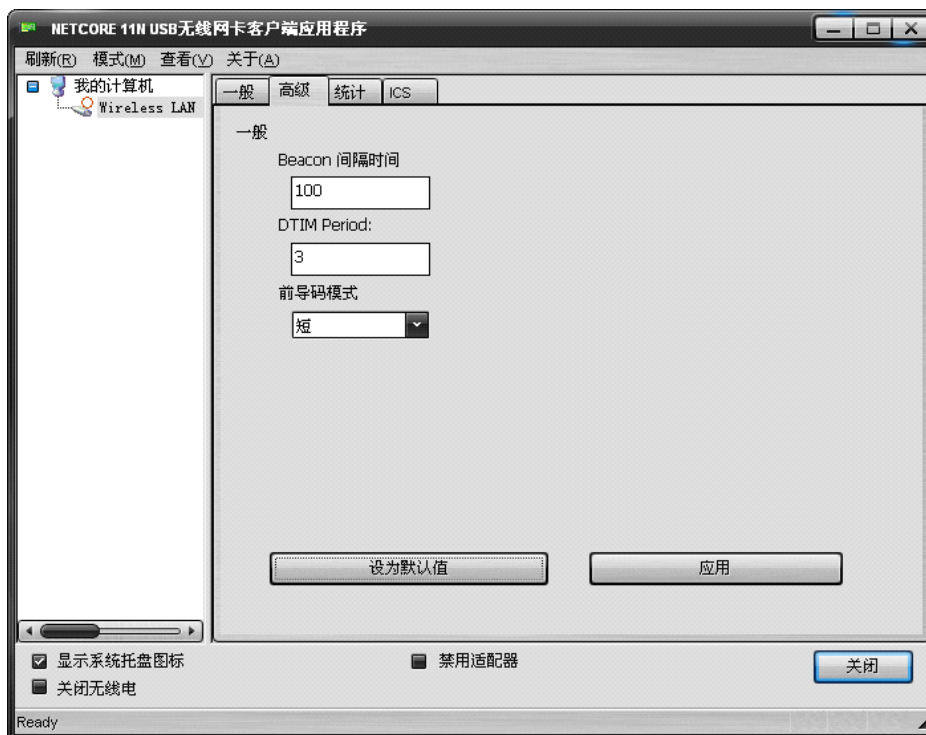 NETCORE 11N USB无线网卡客户端应用程序
刷新(R) 模式(M) 查看(V) 关于(A)
我的计算机
Wireless LAN
一般 高级 统计 ICS
一般
Beacon 间隔时间
100
DTIM Period:
3
前导码模式
短
设为默认值 应用
显示系统托盘图标 禁用适配器 关闭
关闭无线电
Ready